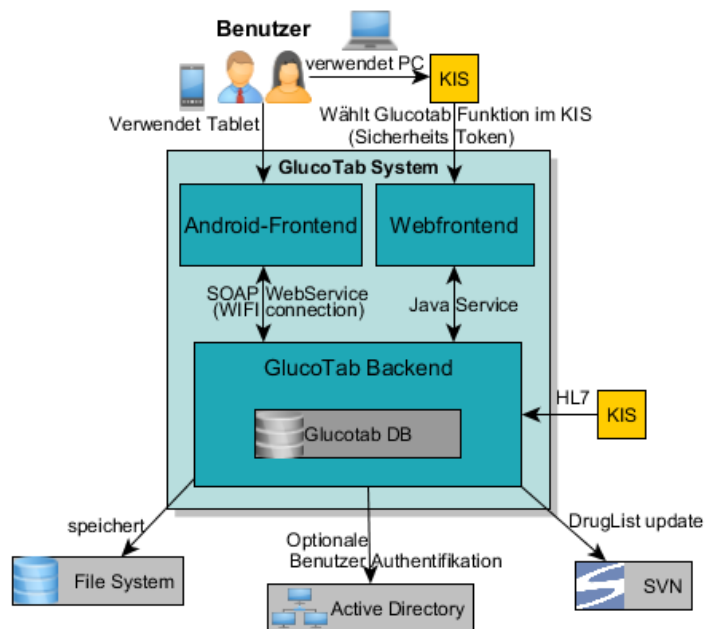 Benutzer
verwendet PC
KIS
Verwendet Tablet
Wählt Glucotab Funktion im KIS
(Sicherheits Token)
GlucoTab System
Android-Frontend
Webfrontend
SOAP WebService
(WIFI connection)
Java Service
GlucoTab Backend
HL7
KIS
Glucotab DB
speichert
Optionale
Benutzer Authentifikation
DrugList update
File System
Active Directory
SVN